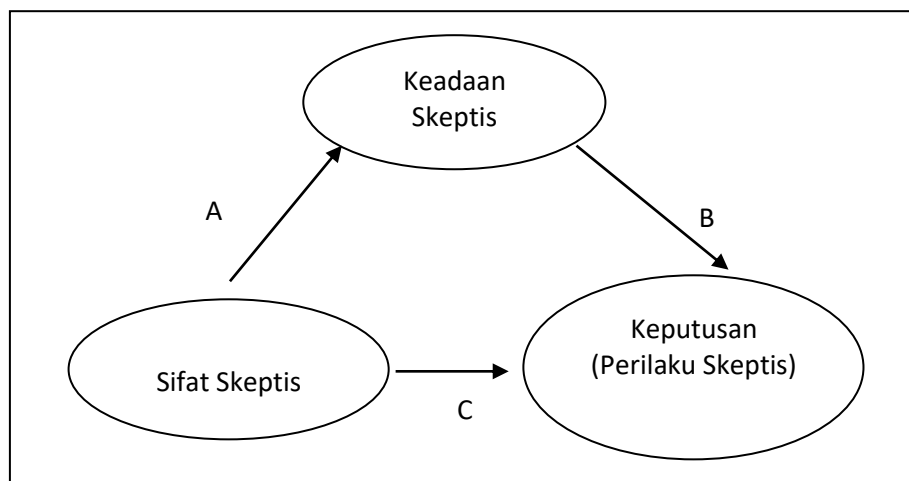 Keadaan
Skeptis
A
B
Keputusan
(Perilaku Skeptis)
Sifat Skeptis
C